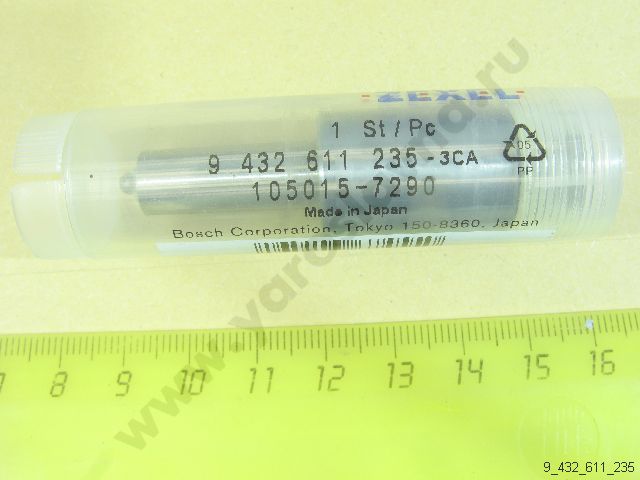 ZEXEL
1 St / Pc
9 432 611 235 - 3CA
105015-7290
Made in Japan
Bosch Corporation, Tokyo 150-8360, Japan
05
PP
8 9 10 11 12 13 14 15 16
9_432_611_235